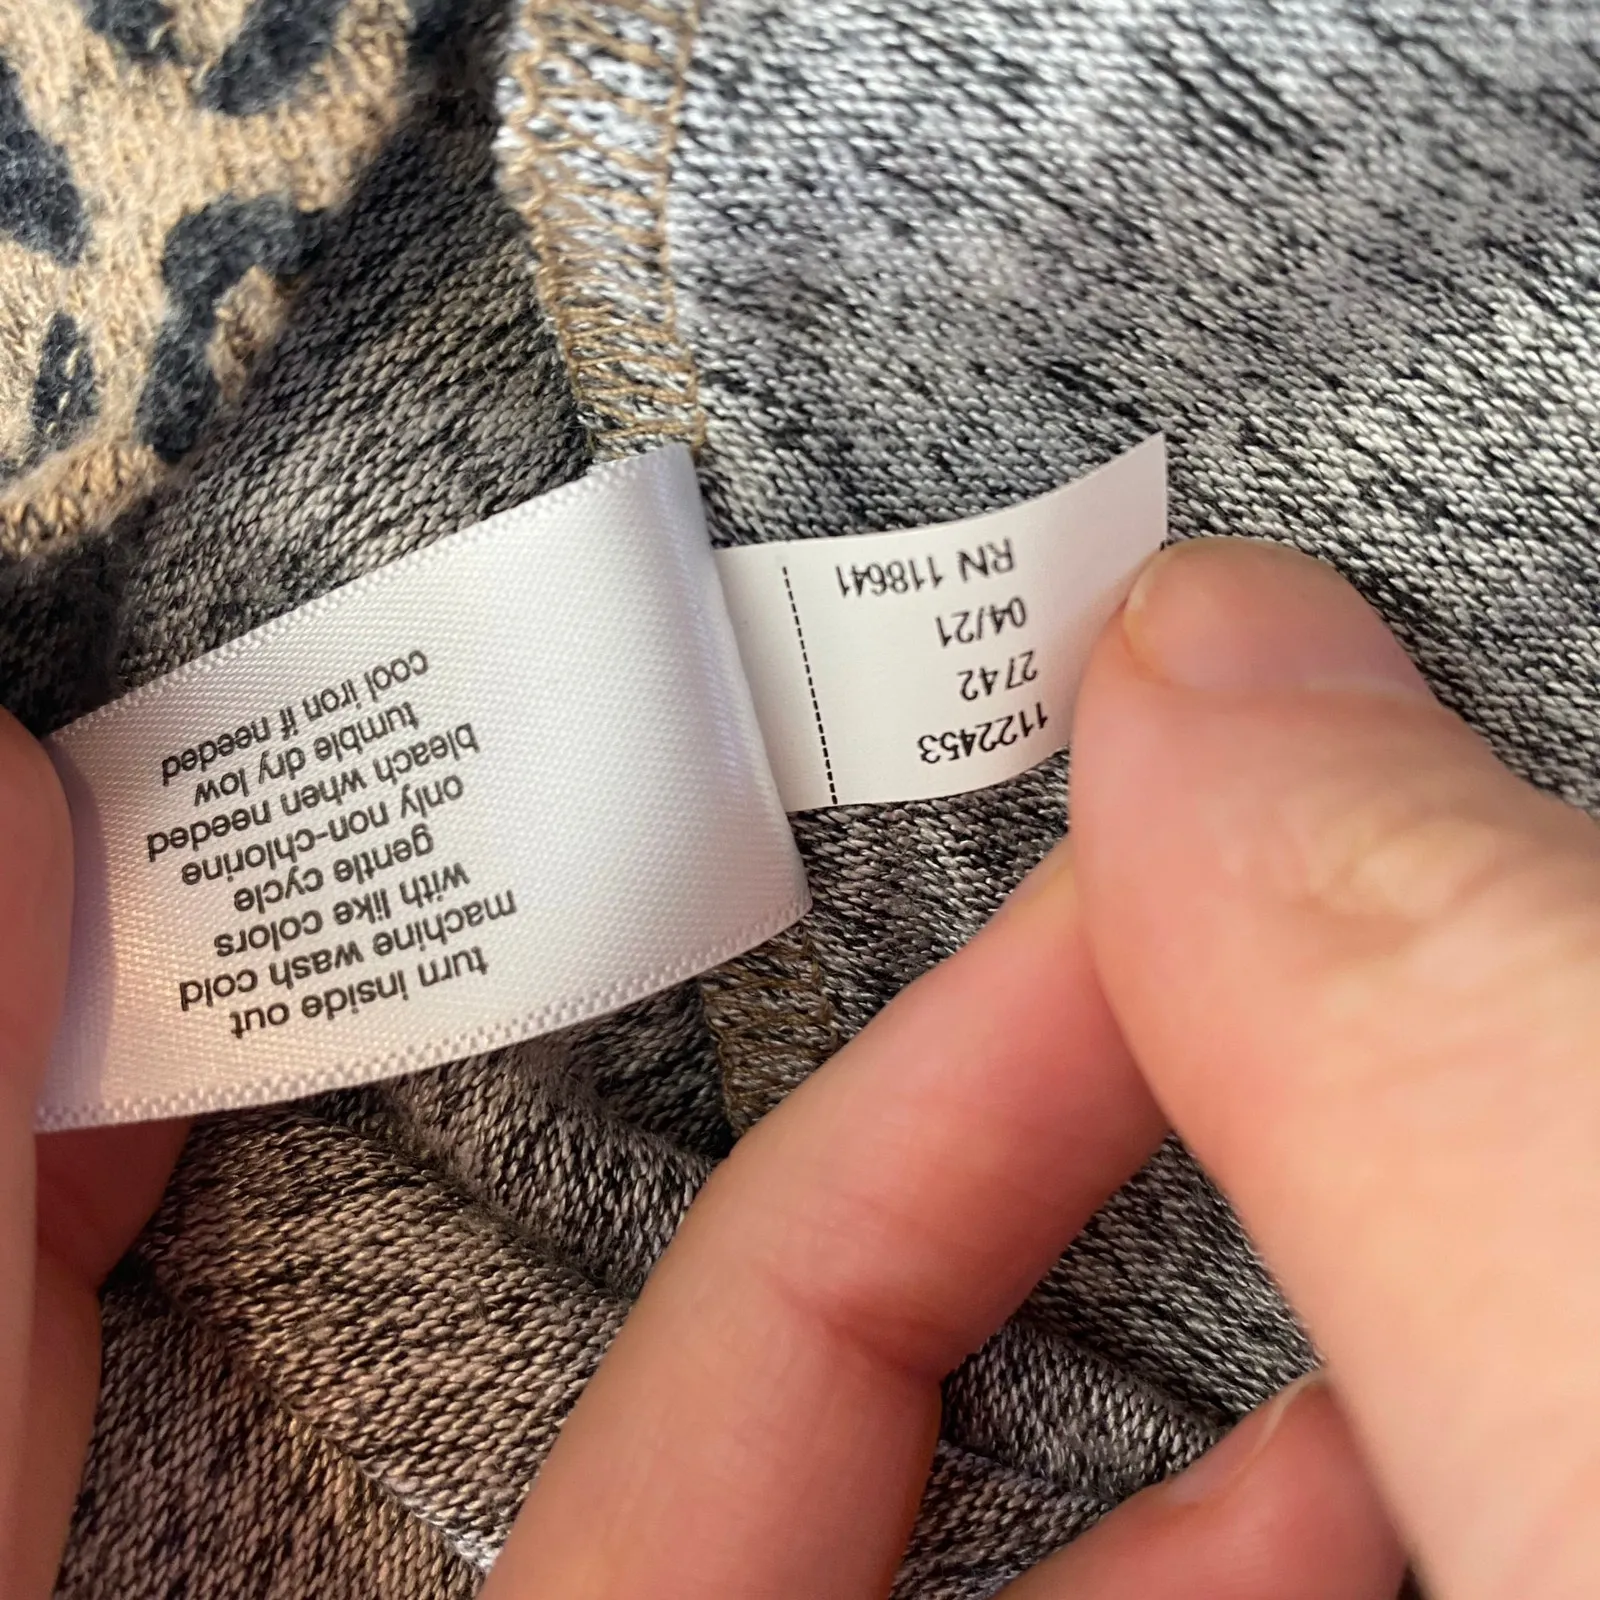 turn inside out
machine wash cold
with like colors
gentle cycle
only non-chlorine
bleach when needed
tumble dry low
cool iron if needed
1122453
2742
04/21
RN 118641